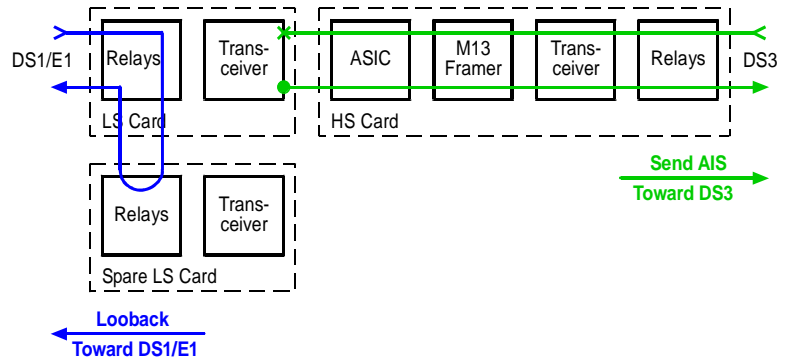 DS1/E1
Relays
Trans-
ceiver
LS Card
ASIC
M13
Framer
Trans-
ceiver
Relays
HS Card
DS3
Send AIS
Toward DS3
Relays
Trans-
ceiver
Spare LS Card
Looback
Toward DS1/E1